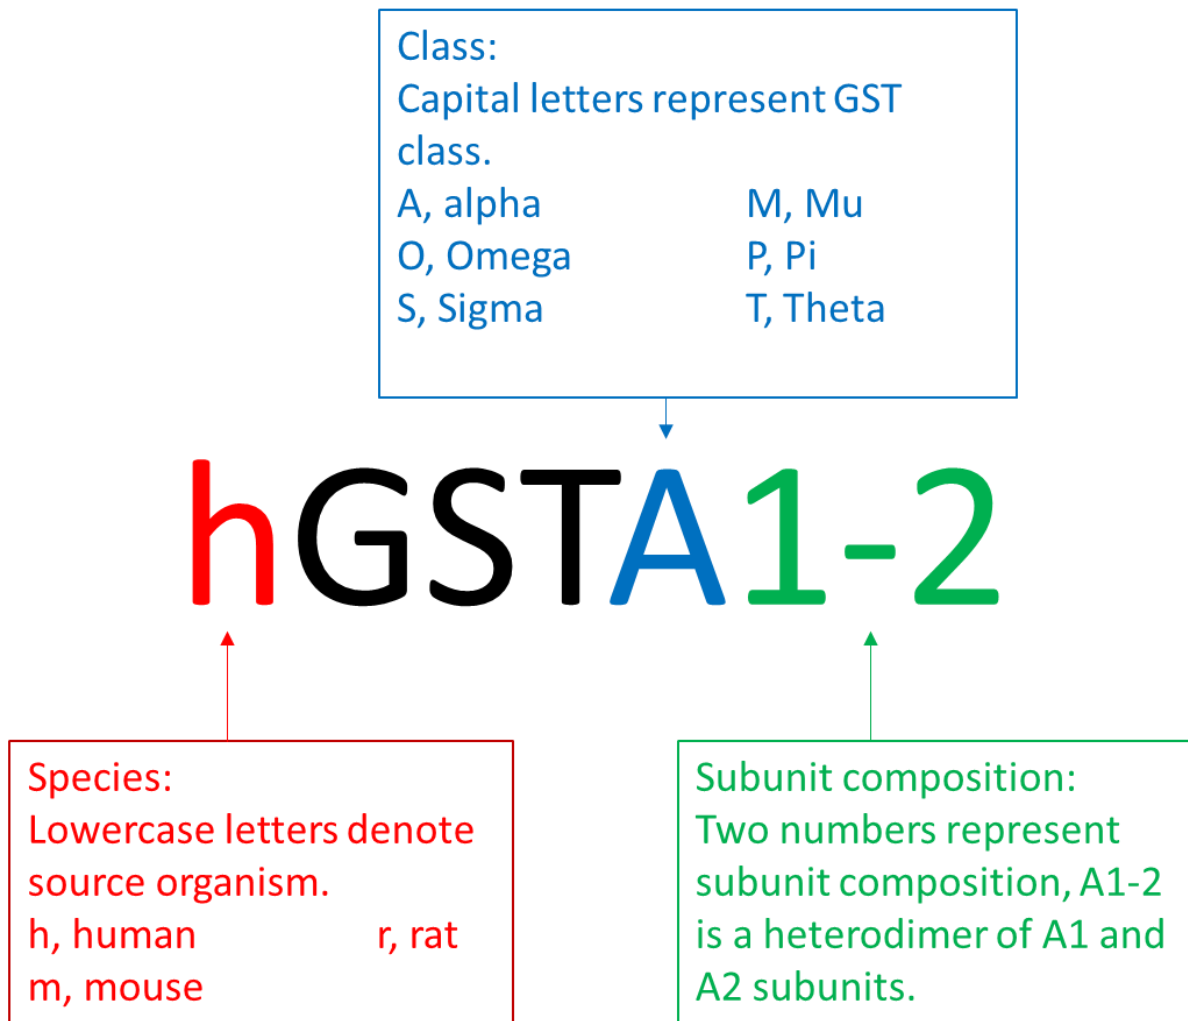 Class:
Capital letters represent GST
class.
A, alpha M, Mu
O, Omega P, Pi
S, Sigma T, Theta
hGSTA1-2
Species:
Lowercase letters denote
source organism.
h, human r, rat
m, mouse
Subunit composition:
Two numbers represent
subunit composition, A1-2
is a heterodimer of A1 and
A2 subunits.